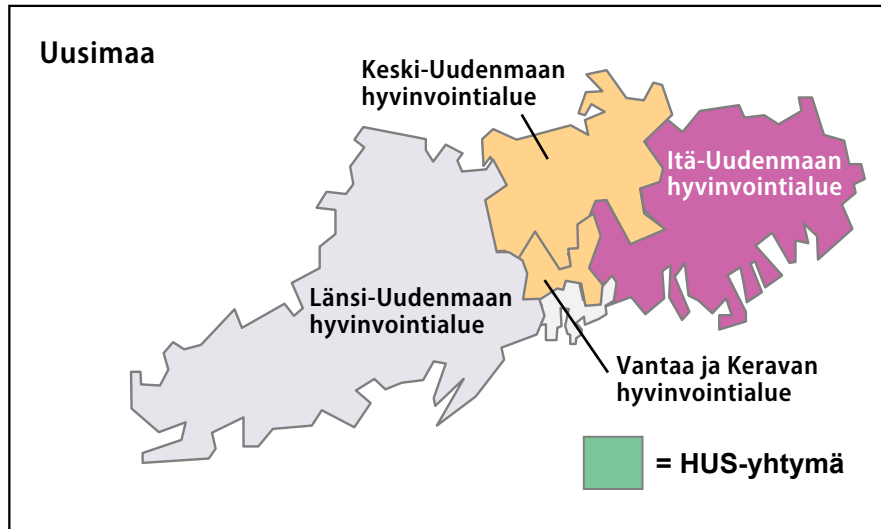 Uusimaa
Keski-Uudenmaan
hyvinvointialue
Itä-Uudenmaan
hyvinvointialue
Länsi-Uudenmaan
hyvinvointialue
Vantaa ja Keravan
hyvinvointialue
= HUS-yhtymä